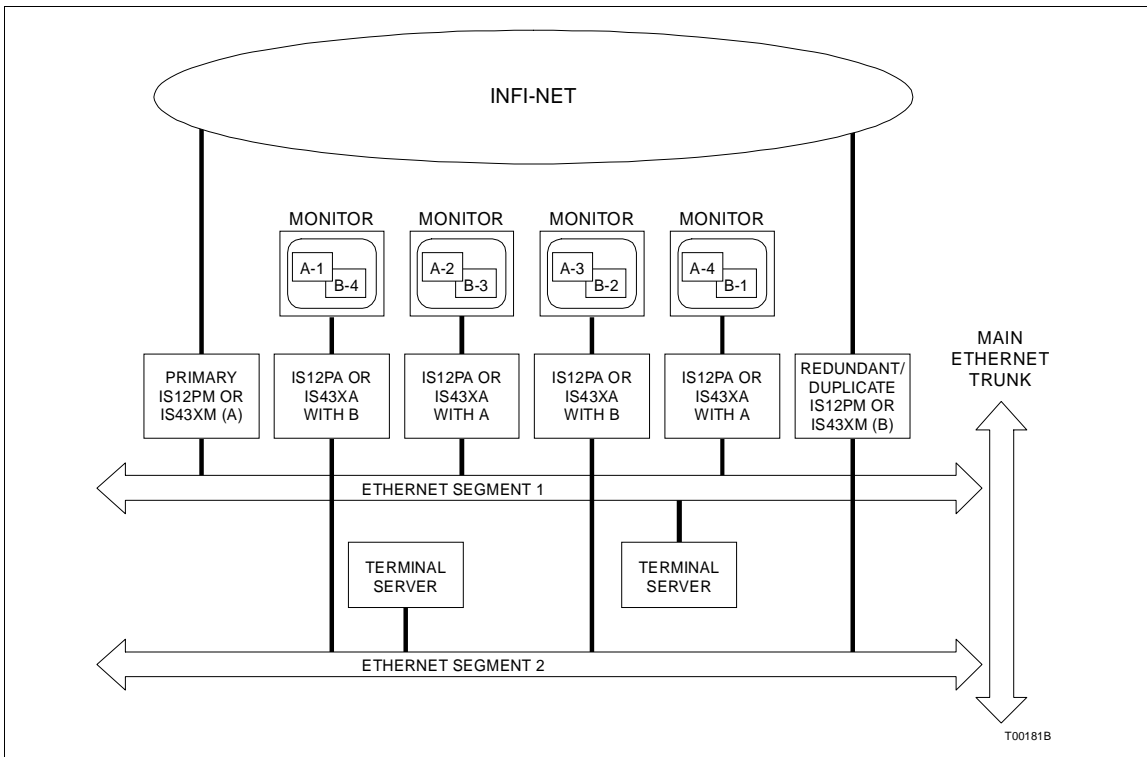 INFI-NET
MONITOR
MONITOR
MONITOR
MONITOR
A-1
B-4
A-2
B-3
A-3
B-2
A-4
B-1
MAIN
ETHERNET
TRUNK
PRIMARY
IS12PM OR
IS43XM (A)
IS12PA OR
IS43XA
WITH B
IS12PA OR
IS43XA
WITH A
IS12PA OR
IS43XA
WITH B
IS12PA OR
IS43XA
WITH A
REDUNDANT/
DUPLICATE
IS12PM OR
IS43XM (B)
ETHERNET SEGMENT 1
TERMINAL
SERVER
TERMINAL
SERVER
ETHERNET SEGMENT 2
T00181B